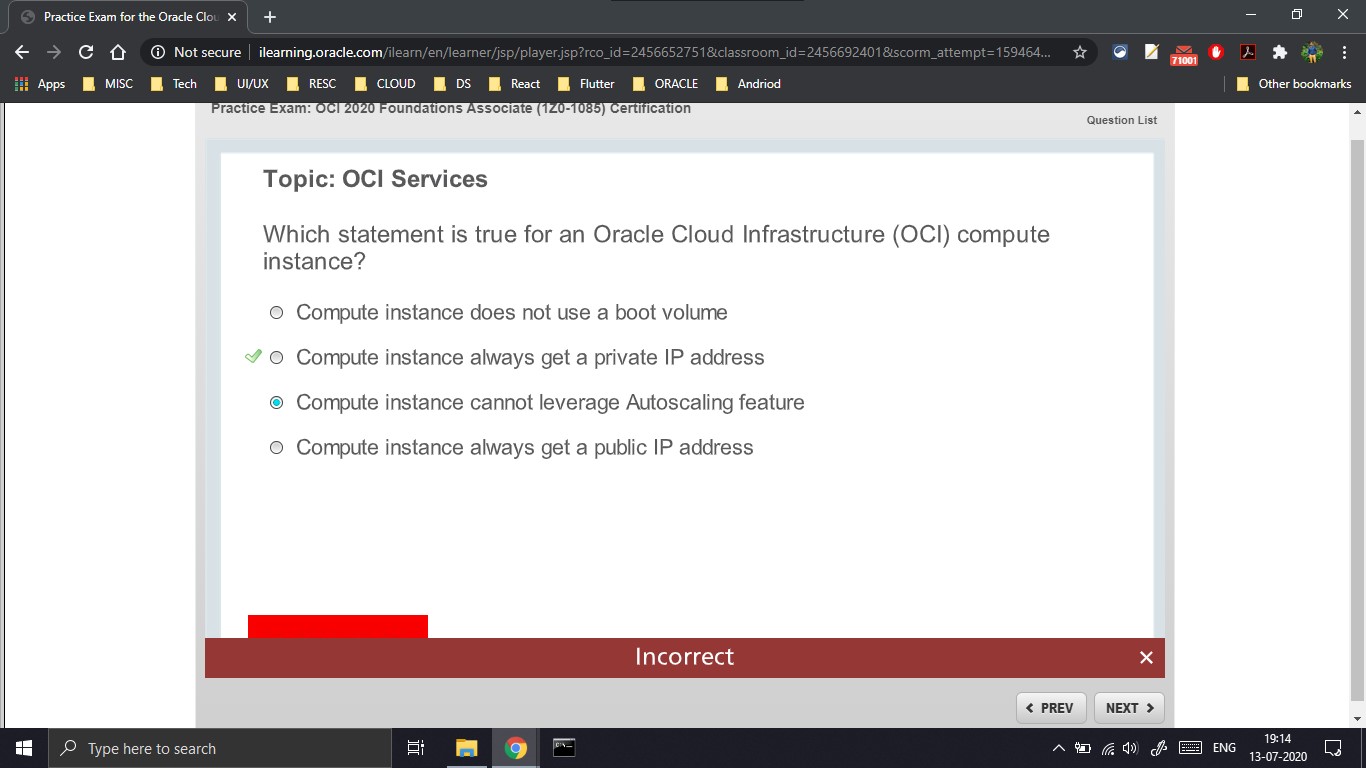 Practice Exam for the Oracle Clou
Not secure ilearning.oracle.com/ilearn/en/learner/jsp/player.jsp?rco_id=2456652751&classroom_id=2456692401&scorm_attempt=159464...
71001
Apps MISC Tech UI/UX RESC CLOUD DS React Flutter ORACLE Andriod Other bookmarks
Practice Exam: OCI 2020 Foundations Associate (1Z0-1085) Certification
Question List
Topic: OCI Services
Which statement is true for an Oracle Cloud Infrastructure (OCI) compute
instance?
Compute instance does not use a boot volume
Compute instance always get a private IP address
Compute instance cannot leverage Autoscaling feature
Compute instance always get a public IP address
Incorrect
PREV NEXT
Type here to search
ENG
19:14
13-07-2020